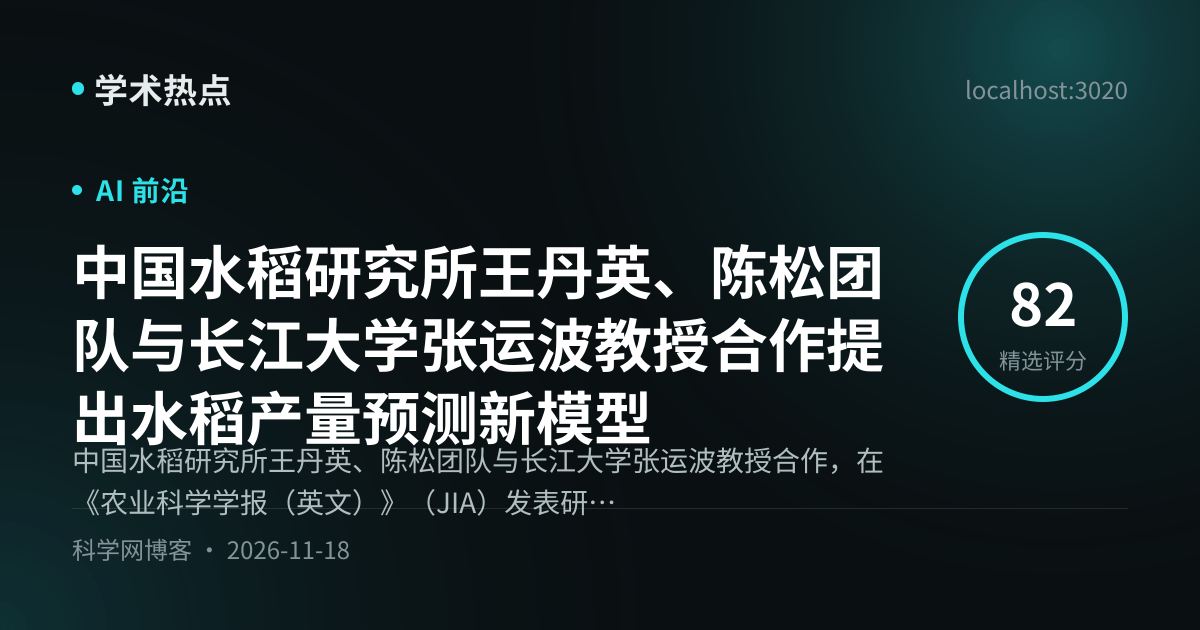 学术热点
localhost:3020
AI 前沿
中国水稻研究所王丹英、陈松团
队与长江大学张运波教授合作提
出水稻产量预测新模型
82
精选评分
中国水稻研究所王丹英、陈松团队与长江大学张运波教授合作，在
《农业科学学报（英文）》（JIA）发表研…
科学网博客 · 2026-11-18